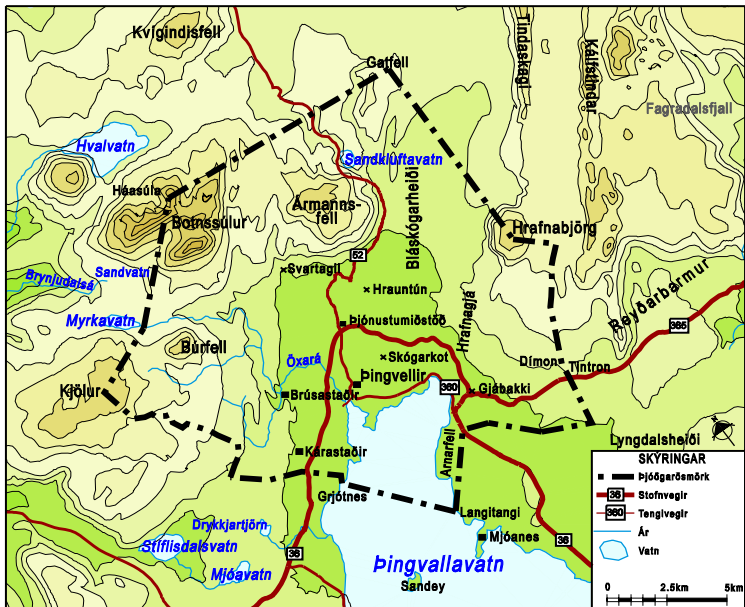 Kvígindisfell
Gatfell
Tindaskagi
Kálfstindar
Fagradalsfjall
Hvalvatn
Sandkluftavatn
Háasúla
Ármanns-
fell
Botnssúlur
Bláskógarheiði
Hrafnabjörg
52
Svartagil
Sandvatn
Brynjudalsá
Hrauntún
Reyðarbarmur
Myrkavatn
Þjónustumiðstöð
Hrafnagjá
365
Búrfell
Öxará
Skógarkot
Dímon
Tintron
Þingvellir
360
Gjábakki
Kjölur
Brúsastaðir
Arnarfell
Lyngdalsheiði
Kárastaðir
Grjótnes
Langitangi
Drykkjartjörn
Stíflisdalsvatn
36
Mjóanes
36
Mjóavatn
Þingvallavatn
Sandey
SKÝRINGAR
Þjóðgarðsmörk
36 Stofnvegir
360 Tengivegir
Ár
Vatn
0 2.5km 5km